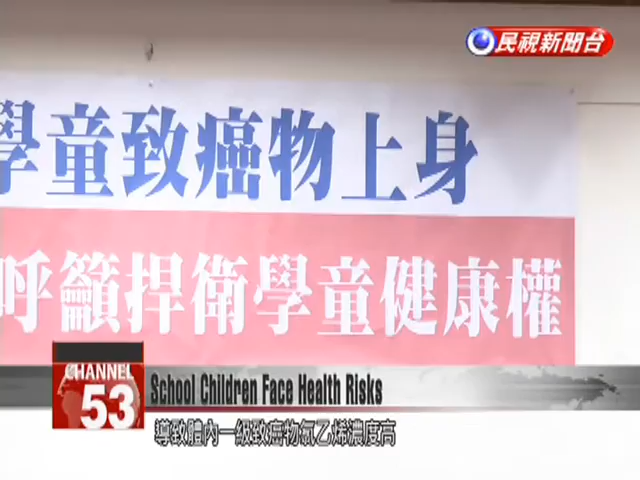 民視新聞台
學童致癌物上身
呼籲捍衛學童健康權
CHANNEL
53
School Children Face Health Risks
導致體內一級致癌物氯乙烯濃度高